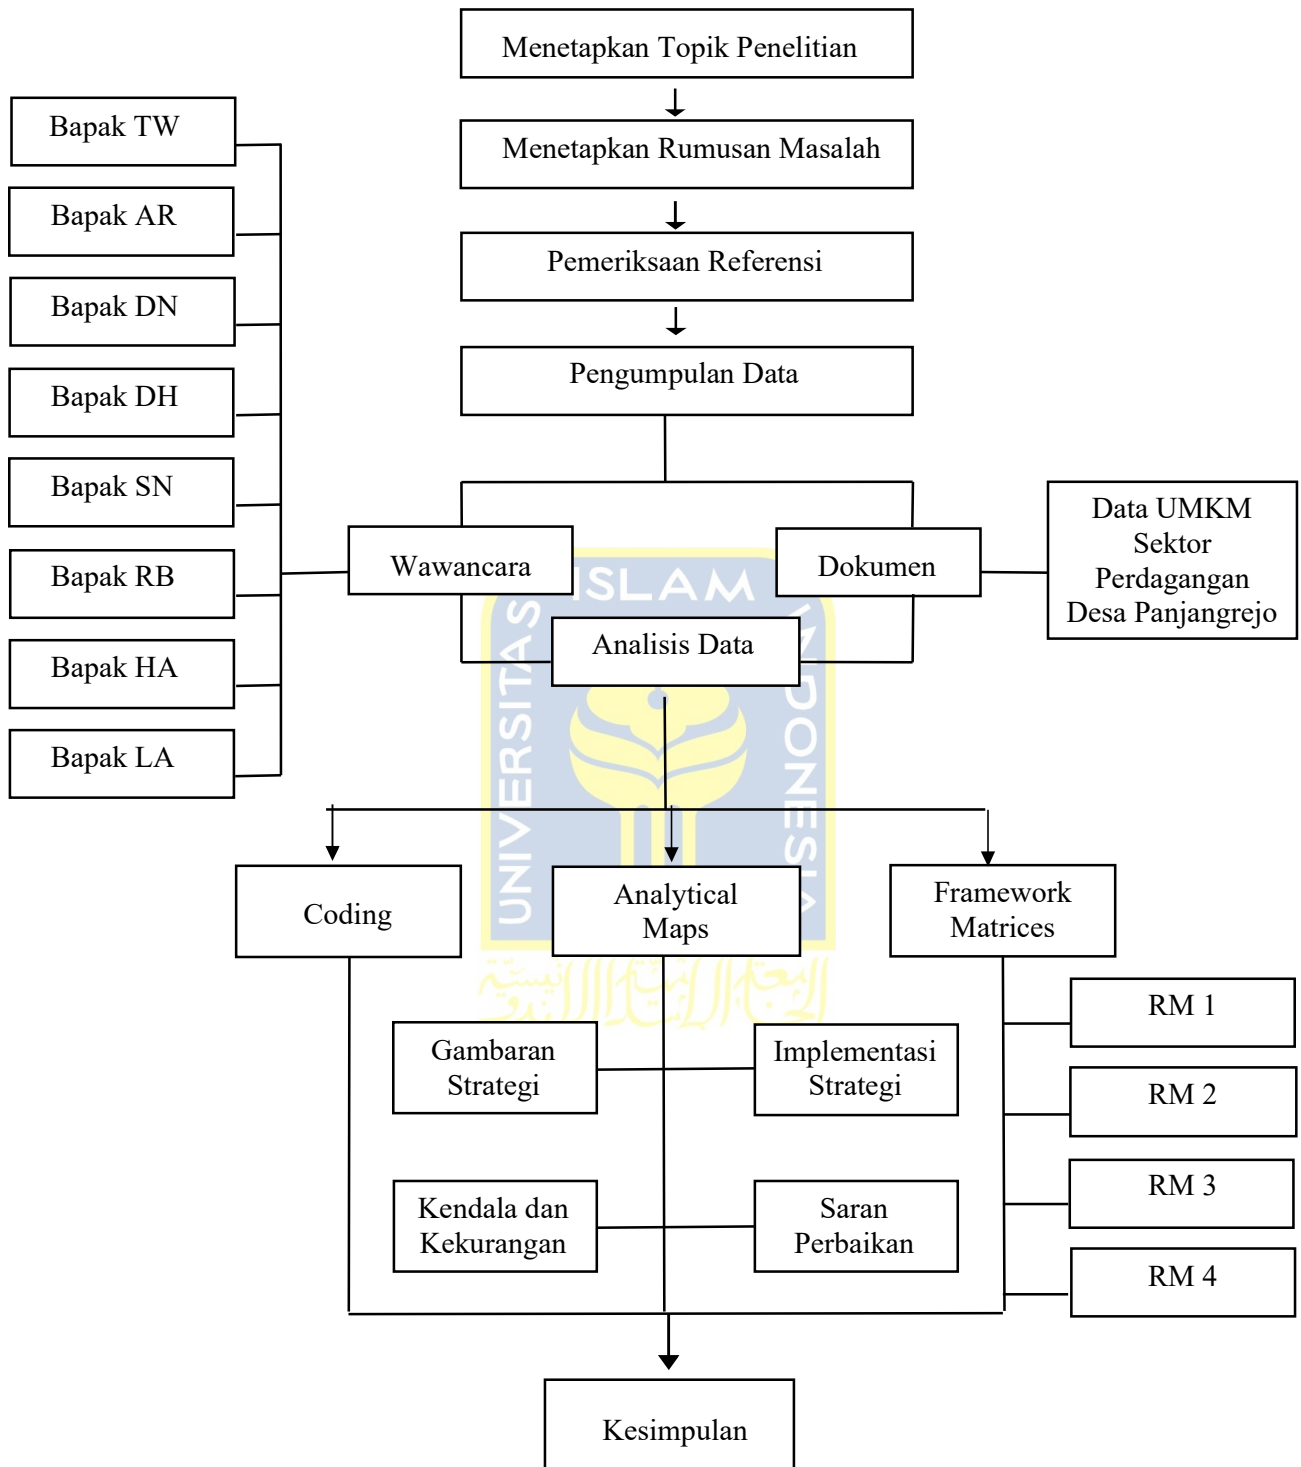 Menetapkan Topik Penelitian
Menetapkan Rumusan Masalah
Pemeriksaan Referensi
Pengumpulan Data
Bapak TW
Bapak AR
Bapak DN
Bapak DH
Bapak SN
Bapak RB
Bapak HA
Bapak LA
Wawancara
Dokumen
Data UMKM
Sektor
Perdagangan
Desa Panjangrejo
Analisis Data
UNIVERSITAS ISLAM INDONESIA
Coding
Analytical
Maps
Framework
Matrices
Gambaran
Strategi
Implementasi
Strategi
Kendala dan
Kekurangan
Saran
Perbaikan
RM 1
RM 2
RM 3
RM 4
Kesimpulan